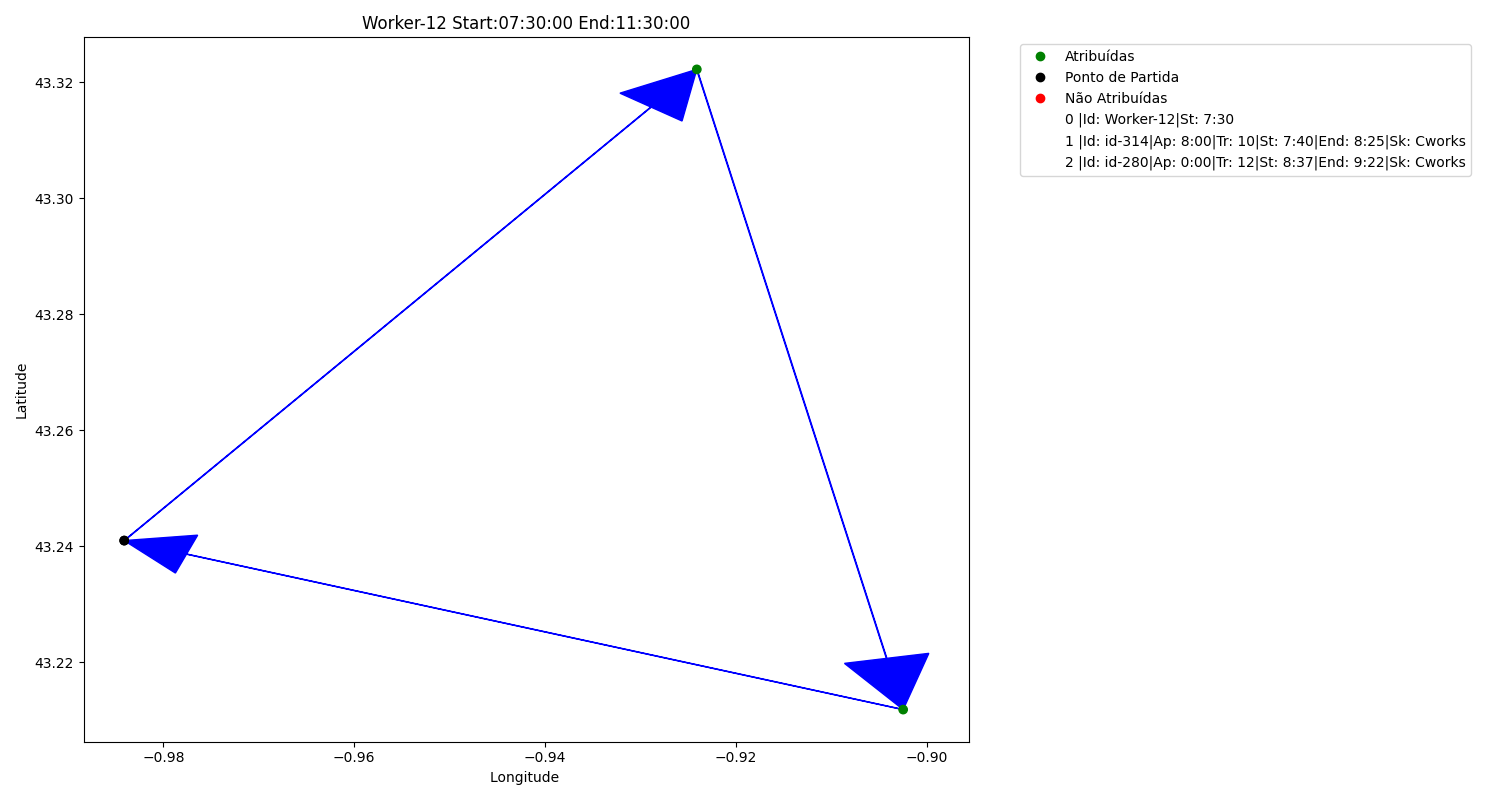 Worker-12 Start:07:30:00 End:11:30:00
Atribuídas
Ponto de Partida
Não Atribuídas
0 |Id: Worker-12|St: 7:30
1 |Id: id-314|Ap: 8:00|Tr: 10|St: 7:40|End: 8:25|Sk: Cworks
2 |Id: id-280|Ap: 0:00|Tr: 12|St: 8:37|End: 9:22|Sk: Cworks
Latitude
43.32
43.30
43.28
43.26
43.24
43.22
−0.98
−0.96
−0.94
−0.92
−0.90
Longitude